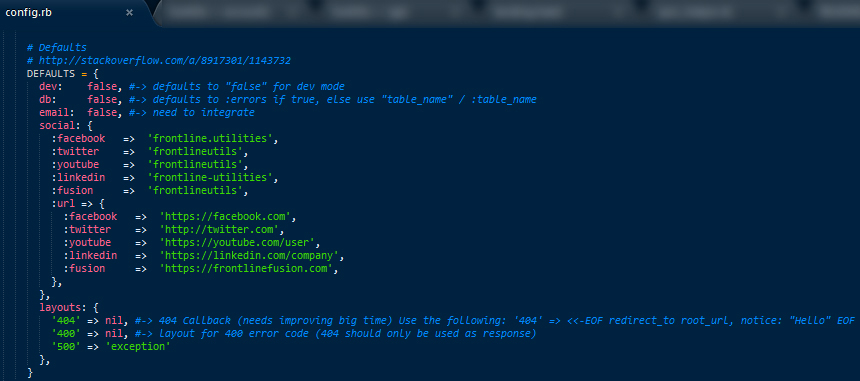 config.rb ×
# Defaults
# http://stackoverflow.com/a/8917301/1143732
DEFAULTS = {
dev: false, #-> defaults to "false" for dev mode
db: false, #-> defaults to :errors if true, else use "table_name" / :table_name
email: false, #-> need to integrate
social: {
:facebook => 'frontline.utilities',
:twitter => 'frontlineutils',
:youtube => 'frontlineutils',
:linkedin => 'frontline-utilities',
:fusion => 'frontlineutils',
:url => {
:facebook => 'https://facebook.com',
:twitter => 'http://twitter.com',
:youtube => 'https://youtube.com/user',
:linkedin => 'https://linkedin.com/company',
:fusion => 'https://frontlinefusion.com',
},
},
layouts: {
'404' => nil, #-> 404 Callback (needs improving big time) Use the following: '404' => <<-EOF redirect_to root_url, notice: "Hello" EOF
'400' => nil, #-> layout for 400 error code (404 should only be used as response)
'500' => 'exception'
},
}